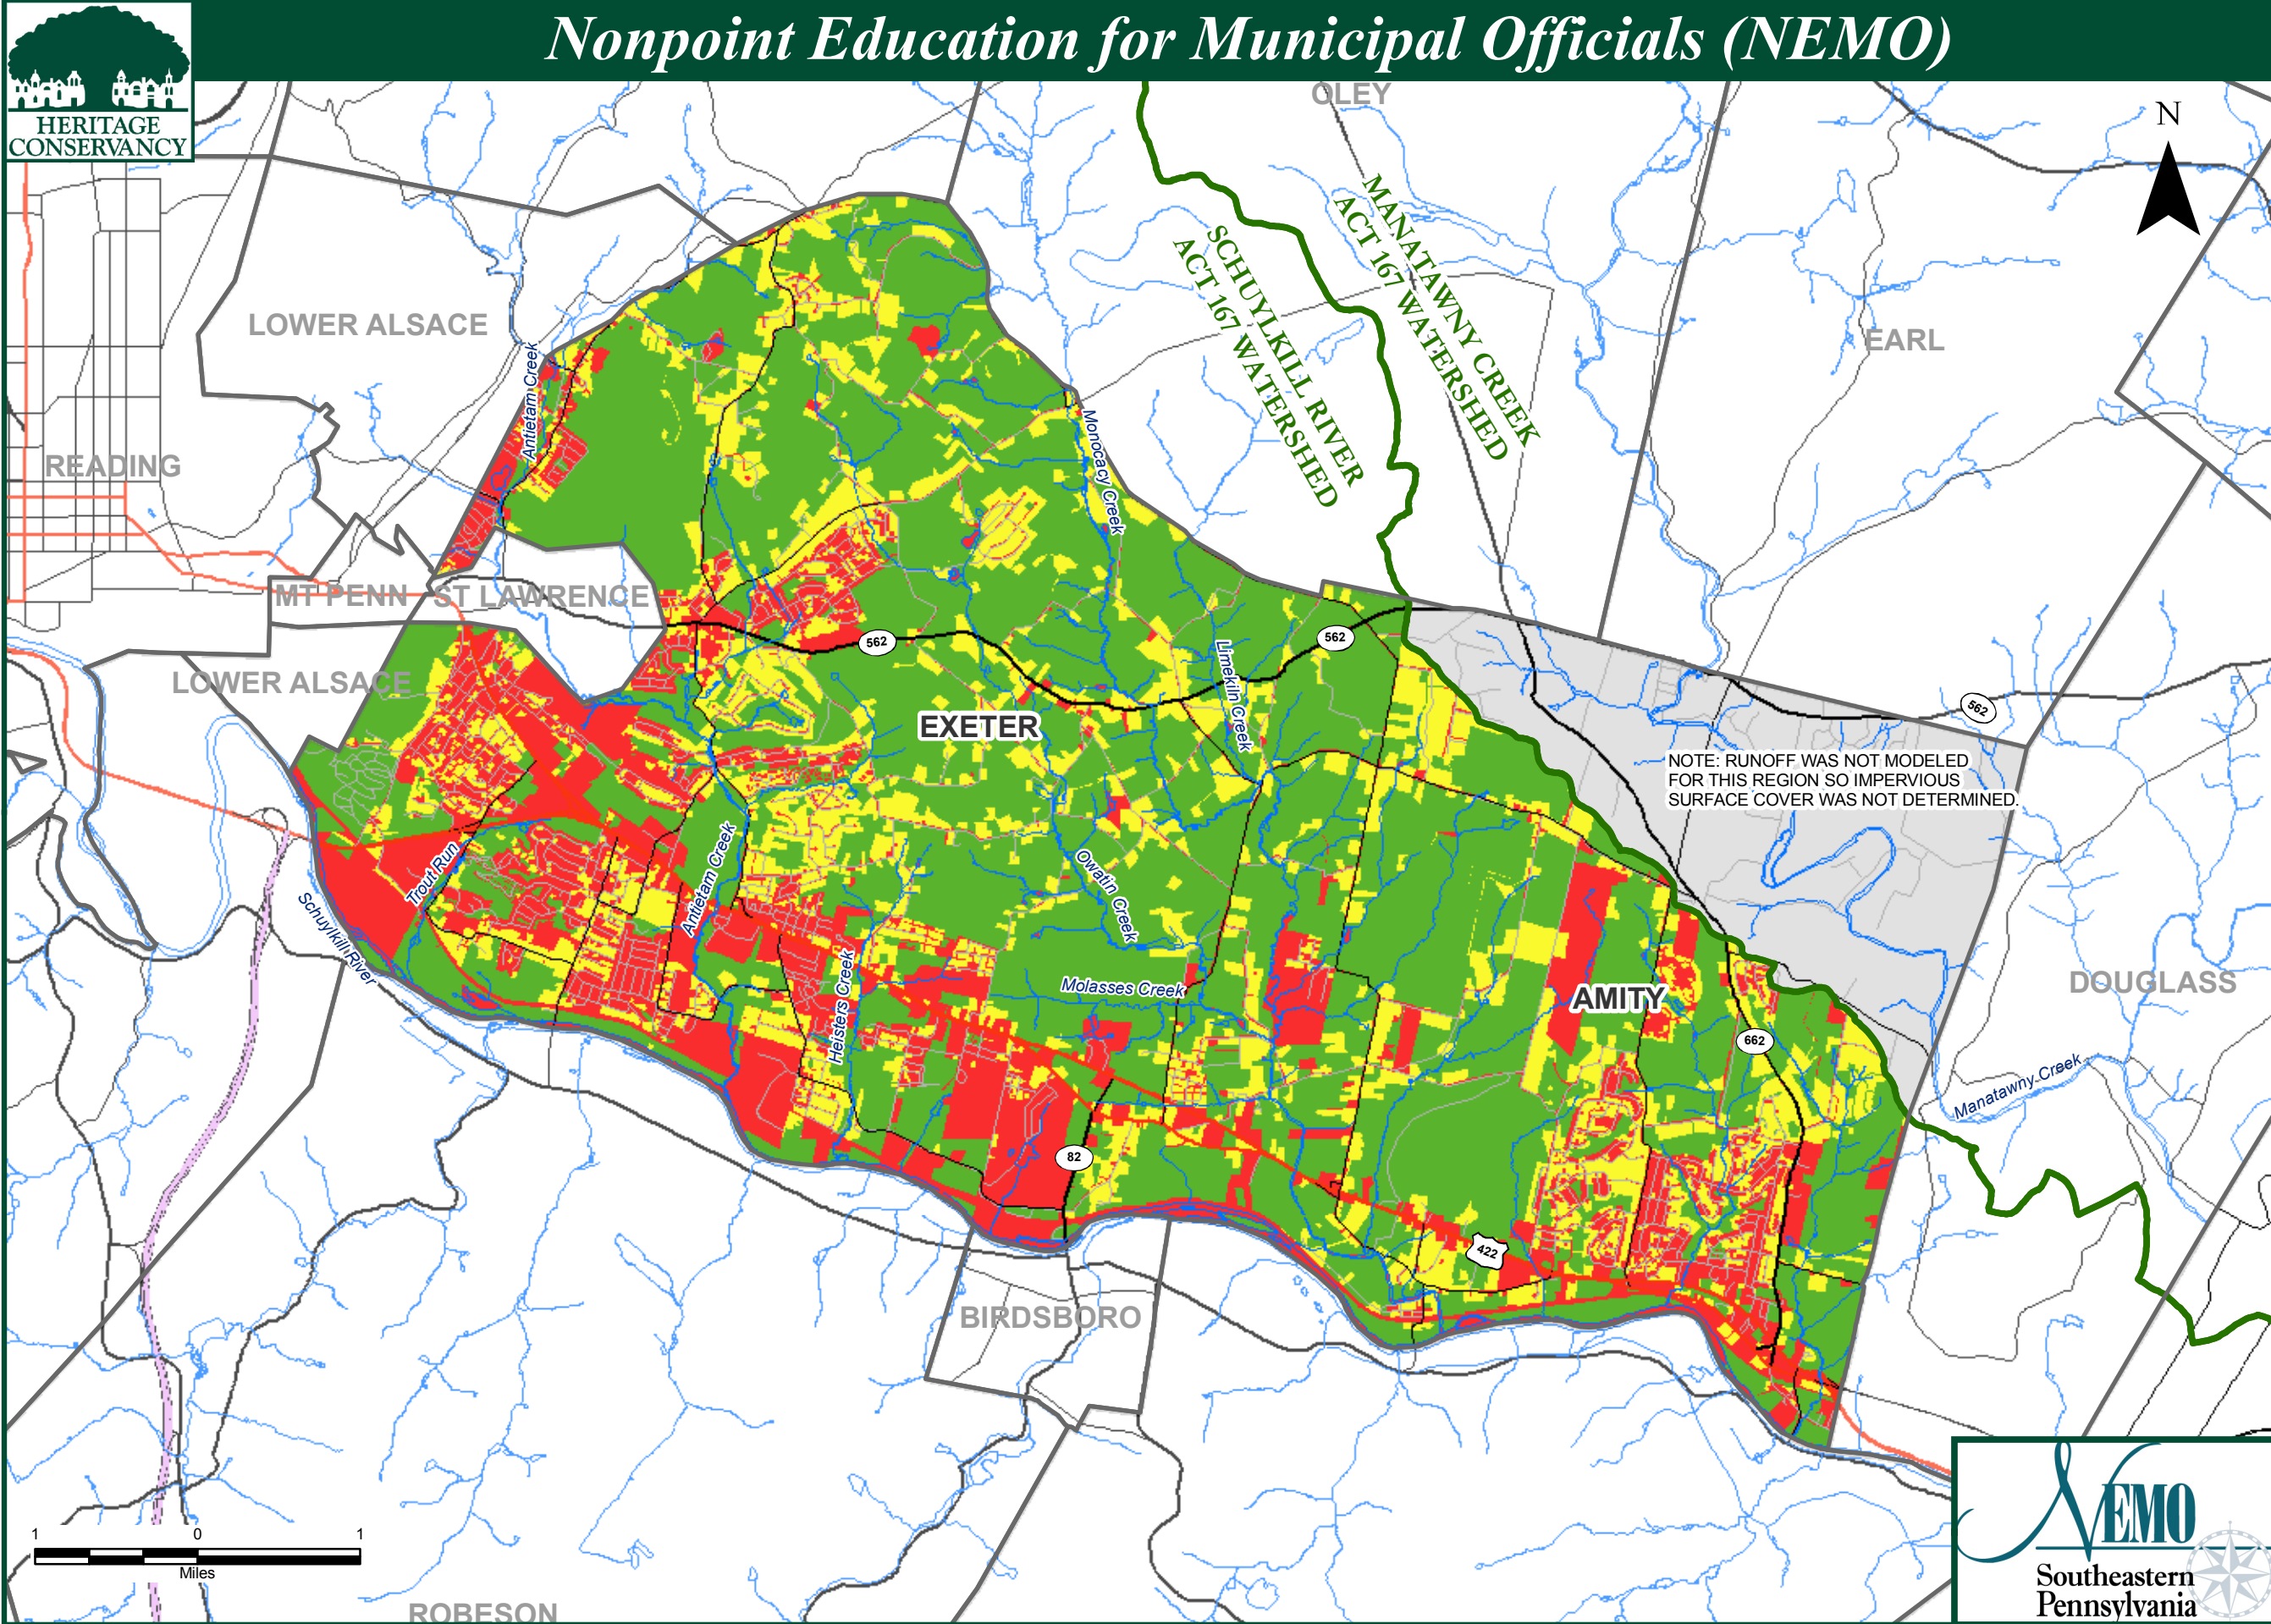 Nonpoint Education for Municipal Officials (NEMO)
HERITAGE
CONSERVANCY
OLEY
N
MANATAWNY CREEK
ACT 167 WATERSHED
SCHUYLKILL RIVER
ACT 167 WATERSHED
LOWER ALSACE
EARL
Antietam Creek
READING
Monocacy Creek
MT PENN
ST LAWRENCE
562
562
LOWER ALSACE
Limekiln Creek
562
EXETER
NOTE: RUNOFF WAS NOT MODELED
FOR THIS REGION SO IMPERVIOUS
SURFACE COVER WAS NOT DETERMINED.
Trout Run
Antietam Creek
Owatin Creek
Schuylkill River
Heisters Creek
Molasses Creek
AMITY
DOUGLASS
662
Manatawny Creek
82
422
BIRDSBORO
1 0 1
Miles
ROBESON
NEMO
Southeastern
Pennsylvania